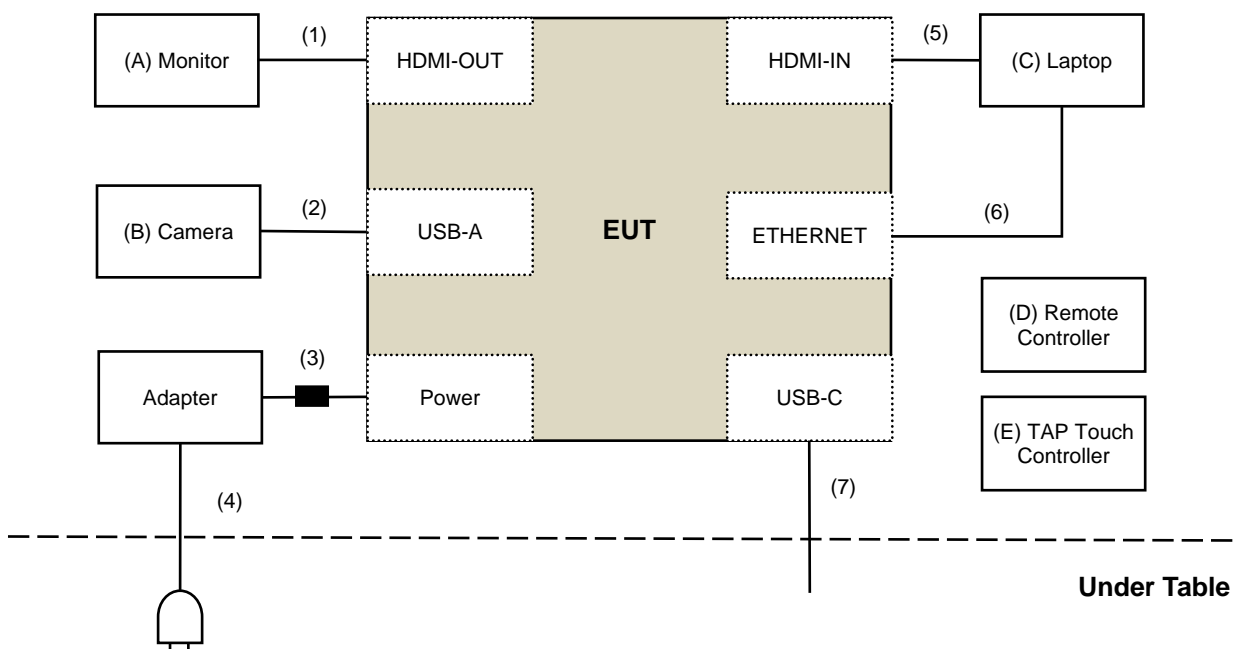 (1)
(5)
(A) Monitor
HDMI-OUT
HDMI-IN
(C) Laptop
(2)
(6)
(B) Camera
USB-A
EUT
ETHERNET
(D) Remote
Controller
(3)
Adapter
Power
USB-C
(E) TAP Touch
Controller
(4)
(7)
Under Table